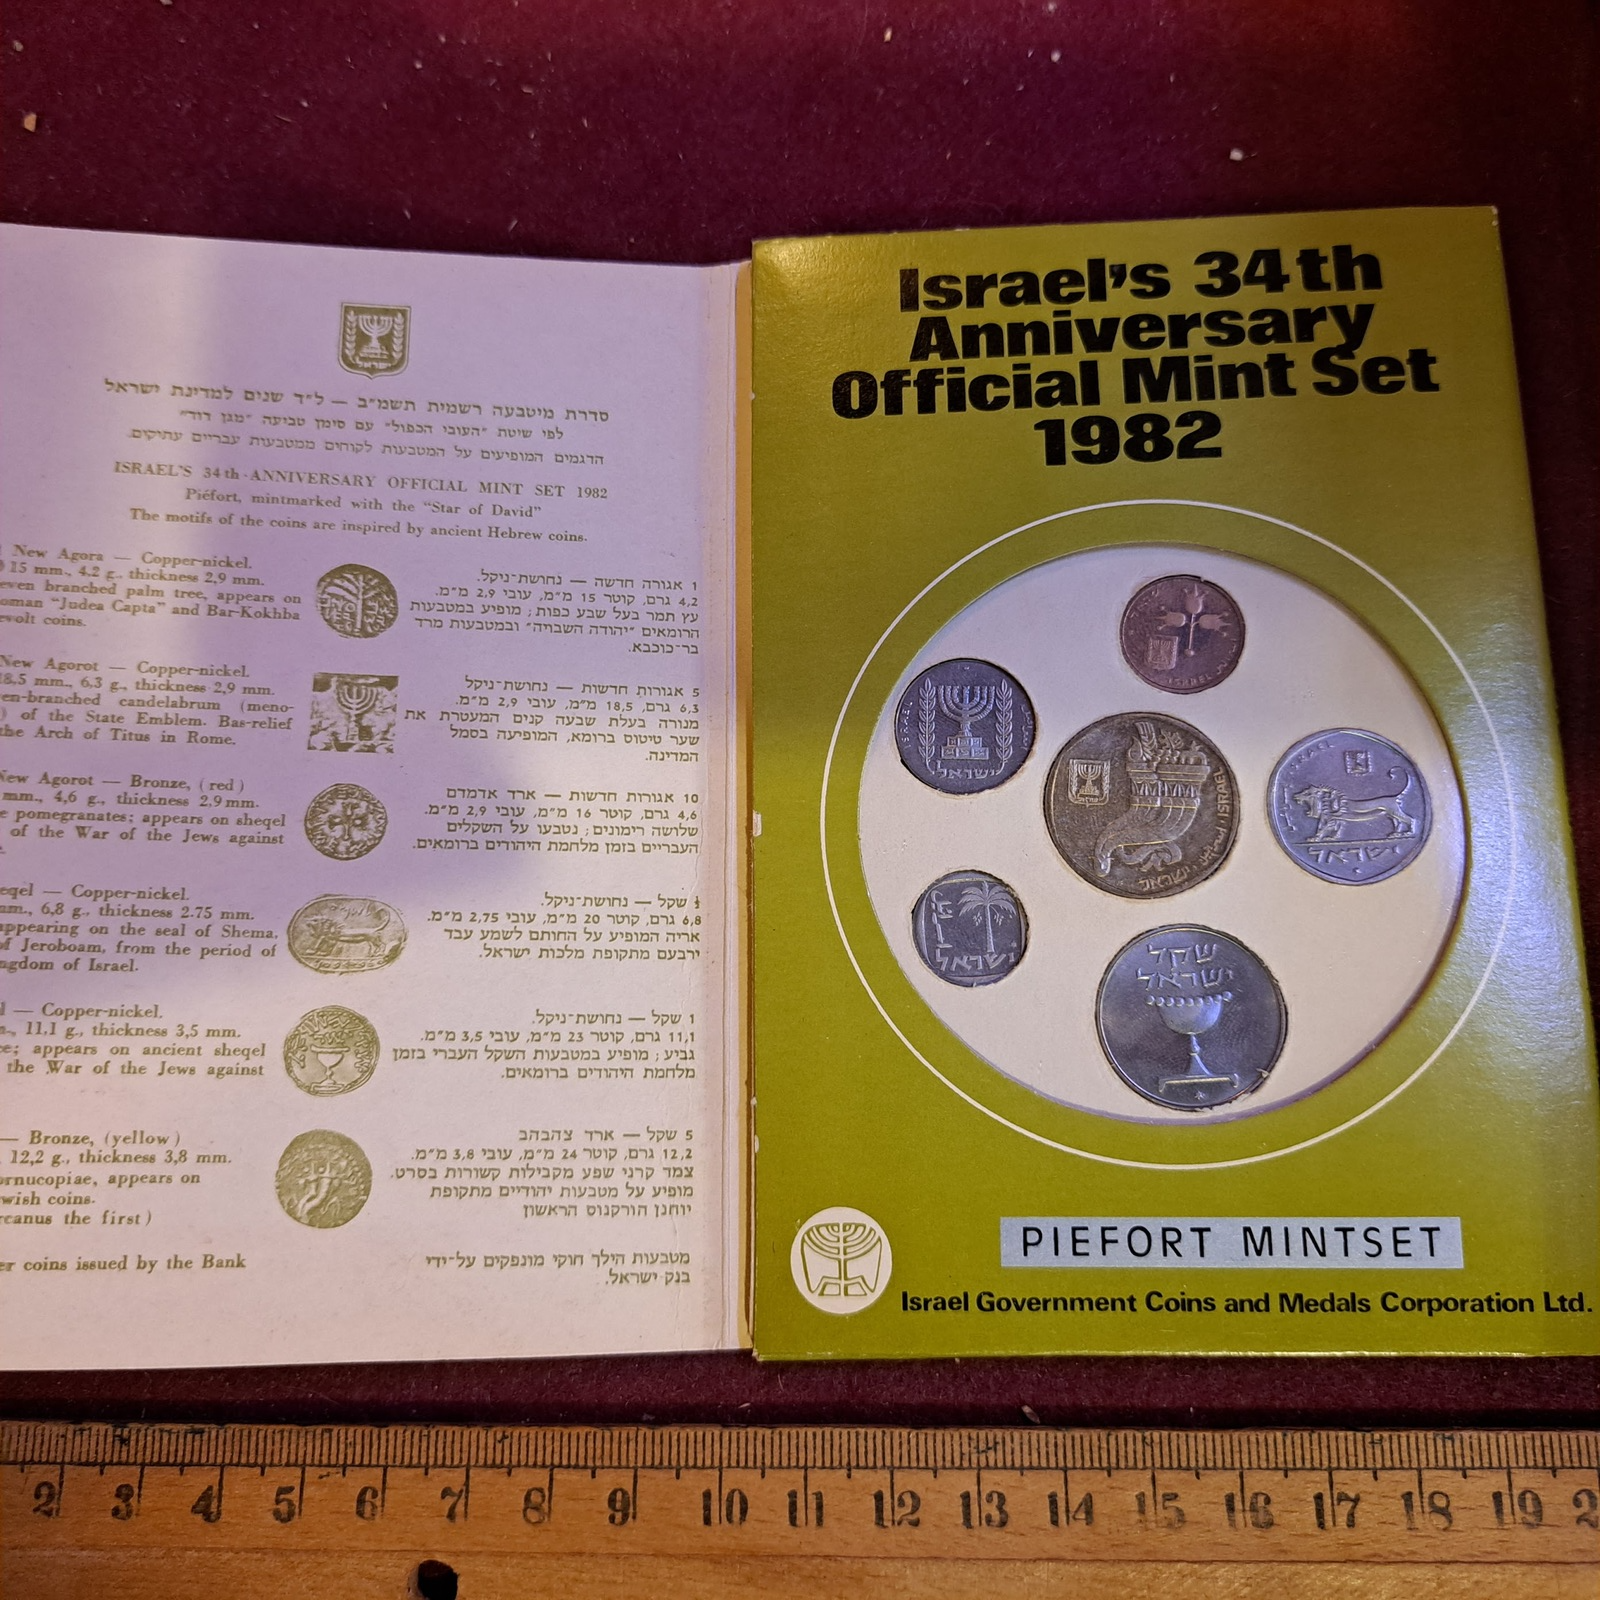 ישראל
סדרת מיטבעה רשמית תשמ״ב — ל״ד שנים למדינת ישראל
לפי שיטת ״העובי הכפול״ עם סימן טביעה ״מגן דוד״
הדגמים המופיעים על המטבעות לקוחים ממטבעות עבריים עתיקים.
ISRAEL'S 34th ANNIVERSARY OFFICIAL MINT SET 1982
Piéfort, mintmarked with the "Star of David"
The motifs of the coins are inspired by ancient Hebrew coins.
New Agora — Copper-nickel.
15 mm., 4.2 g., thickness 2,9 mm.
even branched palm tree, appears on
oman "Judea Capta" and Bar-Kokhba
evolt coins.
1 אגורה חדשה — נחושת־ניקל.
4,2 גרם, קוטר 15 מ״מ, עובי 2,9 מ״מ.
עץ תמר בעל שבע כפות; מופיע במטבעות
הרומאים ״יהודה השבויה״ ובמטבעות מרד
בר־כוכבא.
New Agorot — Copper-nickel.
18,5 mm., 6,3 g., thickness 2,9 mm.
ven-branched candelabrum (meno-
) of the State Emblem. Bas-relief
the Arch of Titus in Rome.
5 אגורות חדשות — נחושת־ניקל
6,3 גרם, 18,5 מ״מ, עובי 2,9 מ״מ.
מנורה בעלת שבעה קנים המעטרת את
שער טיטוס ברומא, המופיעה בסמל
המדינה.
New Agorot — Bronze, (red)
mm., 4,6 g., thickness 2,9 mm.
e pomegranates; appears on sheqel
of the War of the Jews against
10 אגורות חדשות — ארד אדמדם
4,6 גרם, קוטר 16 מ״מ, עובי 2,9 מ״מ.
שלושה רימונים; נטבעו על השקלים
העבריים בזמן מלחמת היהודים ברומאים.
eqel — Copper-nickel.
mm., 6,8 g., thickness 2.75 mm.
appearing on the seal of Shema,
of Jeroboam, from the period of
ngdom of Israel.
½ שקל — נחושת־ניקל.
6,8 גרם, קוטר 20 מ״מ, עובי 2,75 מ״מ.
אריה המופיע על החותם לשמע עבד
ירבעם מתקופת מלכות ישראל.
l — Copper-nickel.
m., 11,1 g., thickness 3,5 mm.
ce; appears on ancient sheqel
the War of the Jews against
1 שקל — נחושת־ניקל.
11,1 גרם, קוטר 23 מ״מ, עובי 3,5 מ״מ.
גביע; מופיע במטבעות השקל העברי בזמן
מלחמת היהודים ברומאים.
— Bronze, (yellow)
12,2 g., thickness 3,8 mm.
ornucopiae, appears on
wish coins.
rcanus the first)
5 שקל — ארד צהבהב
12,2 גרם, קוטר 24 מ״מ, עובי 3,8 מ״מ.
צמד קרני שפע מקבילות קשורות בסרט.
מופיע על מטבעות יהודיים מתקופת
יוחנן הורקנוס הראשון
er coins issued by the Bank
מטבעות הילך חוקי מונפקים על־ידי
בנק ישראל.
Israel's 34th
Anniversary
Official Mint Set
1982
ISRAEL
ISRAEL
ישראל
ISRAEL
ישראל
ISRAEL
ישראל
ישראל
שקל
ישראל
PIEFORT MINTSET
Israel Government Coins and Medals Corporation Ltd.
2 3 4 5 6 7 8 9 10 11 12 13 14 15 16 17 18 19 2